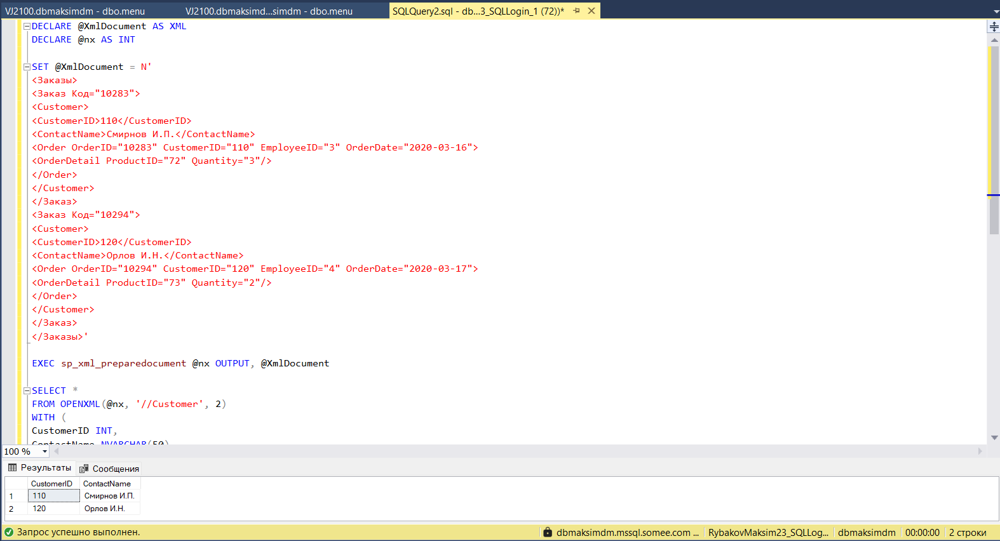 VJ2100.dbmaksimdm - dbo.menu
VJ2100.dbmaksimd...simdm - dbo.menu
SQLQuery2.sql - db...3_SQLLogin_1 (72))*
DECLARE @XmlDocument AS XML
DECLARE @nx AS INT
SET @XmlDocument = N'
<Заказы>
<Заказ Код="10283">
<Customer>
<CustomerID>110</CustomerID>
<ContactName>Смирнов И.П.</ContactName>
<Order OrderID="10283" CustomerID="110" EmployeeID="3" OrderDate="2020-03-16">
<OrderDetail ProductID="72" Quantity="3"/>
</Order>
</Customer>
</Заказ>
<Заказ Код="10294">
<Customer>
<CustomerID>120</CustomerID>
<ContactName>Орлов И.Н.</ContactName>
<Order OrderID="10294" CustomerID="120" EmployeeID="4" OrderDate="2020-03-17">
<OrderDetail ProductID="73" Quantity="2"/>
</Order>
</Customer>
</Заказ>
</Заказы>'
EXEC sp_xml_preparedocument @nx OUTPUT, @XmlDocument
SELECT *
FROM OPENXML(@nx, '//Customer', 2)
WITH (
CustomerID INT,
ContactName NVARCHAR(50)
100 %
Результаты Сообщения
CustomerID ContactName
1 110 Смирнов И.П.
2 120 Орлов И.Н.
Запрос успешно выполнен. dbmaksimdm.mssql.somee.com ... RybakovMaksim23_SQLLog... dbmaksimdm 00:00:00 2 строки